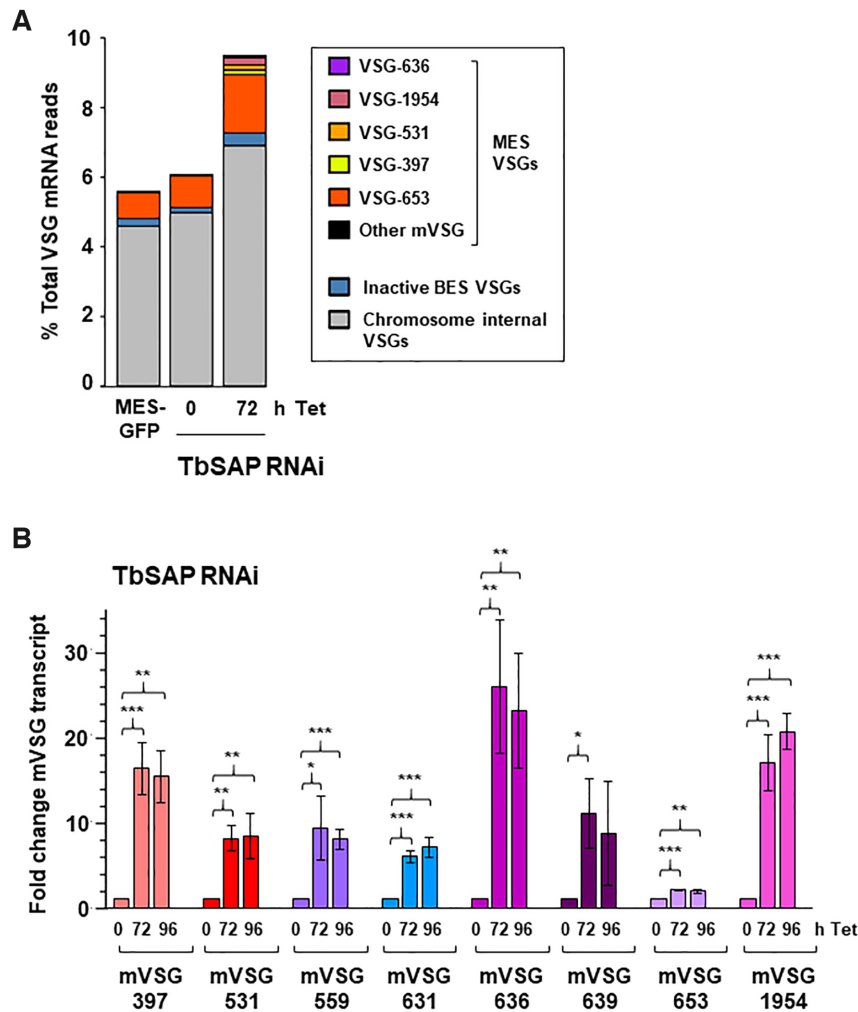 A
% Total VSG mRNA reads
10
8
6
4
2
0
MES-
GFP
0
72
h Tet
TbSAP RNAi
VSG-636
VSG-1954
VSG-531
VSG-397
VSG-653
Other mVSG
MES
VSGs
Inactive BES VSGs
Chromosome internal
VSGs
B
TbSAP RNAi
Fold change mVSG transcript
30
20
10
0
** ***
** **
*** *
*** ***
** **
*
** ***
*** ***
0 72 96 0 72 96 0 72 96 0 72 96 0 72 96 0 72 96 0 72 96 0 72 96 h Tet
mVSG mVSG mVSG mVSG mVSG mVSG mVSG mVSG
397 531 559 631 636 639 653 1954